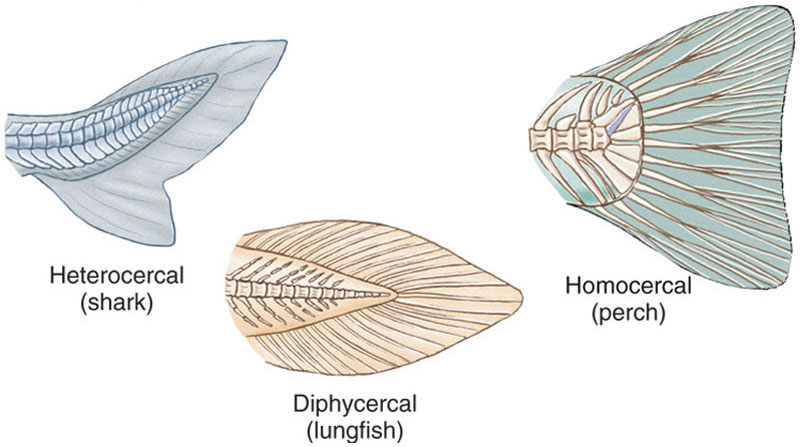 Heterocercal
(shark)
Diphycercal
(lungfish)
Homocercal
(perch)